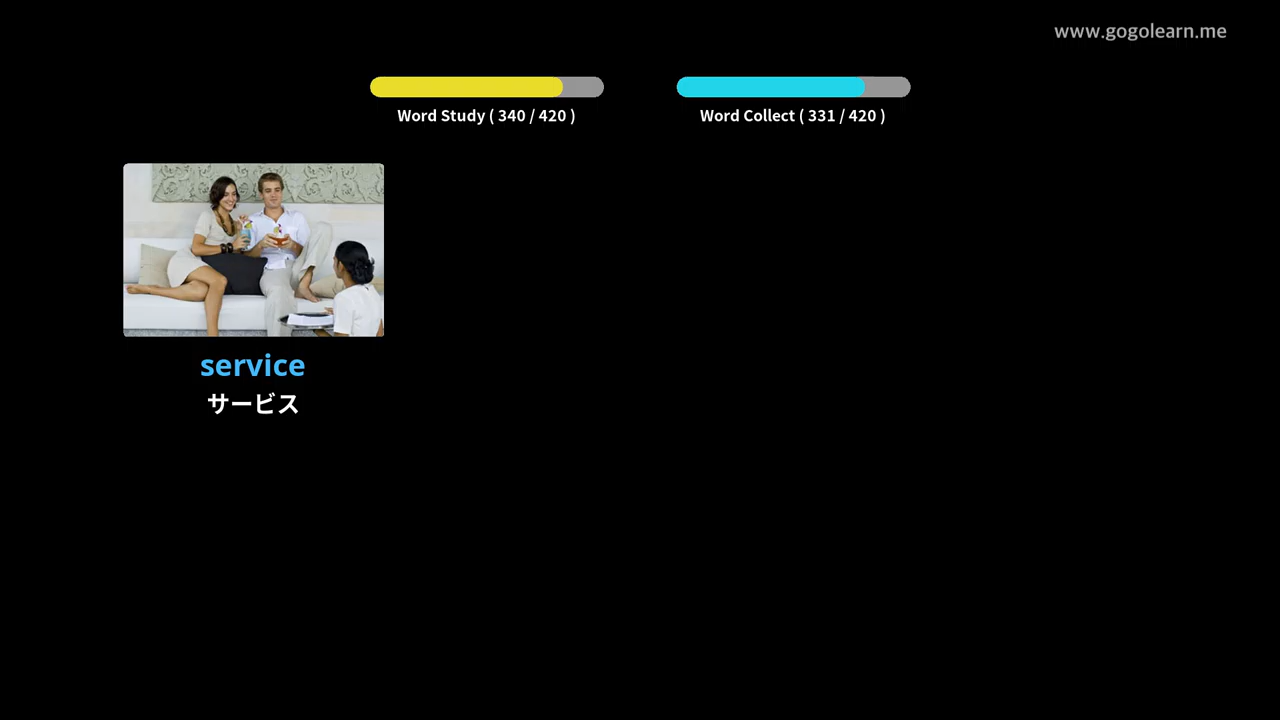 www.gogolearn.me
Word Study ( 340 / 420 )
Word Collect ( 331 / 420 )
service
サービス